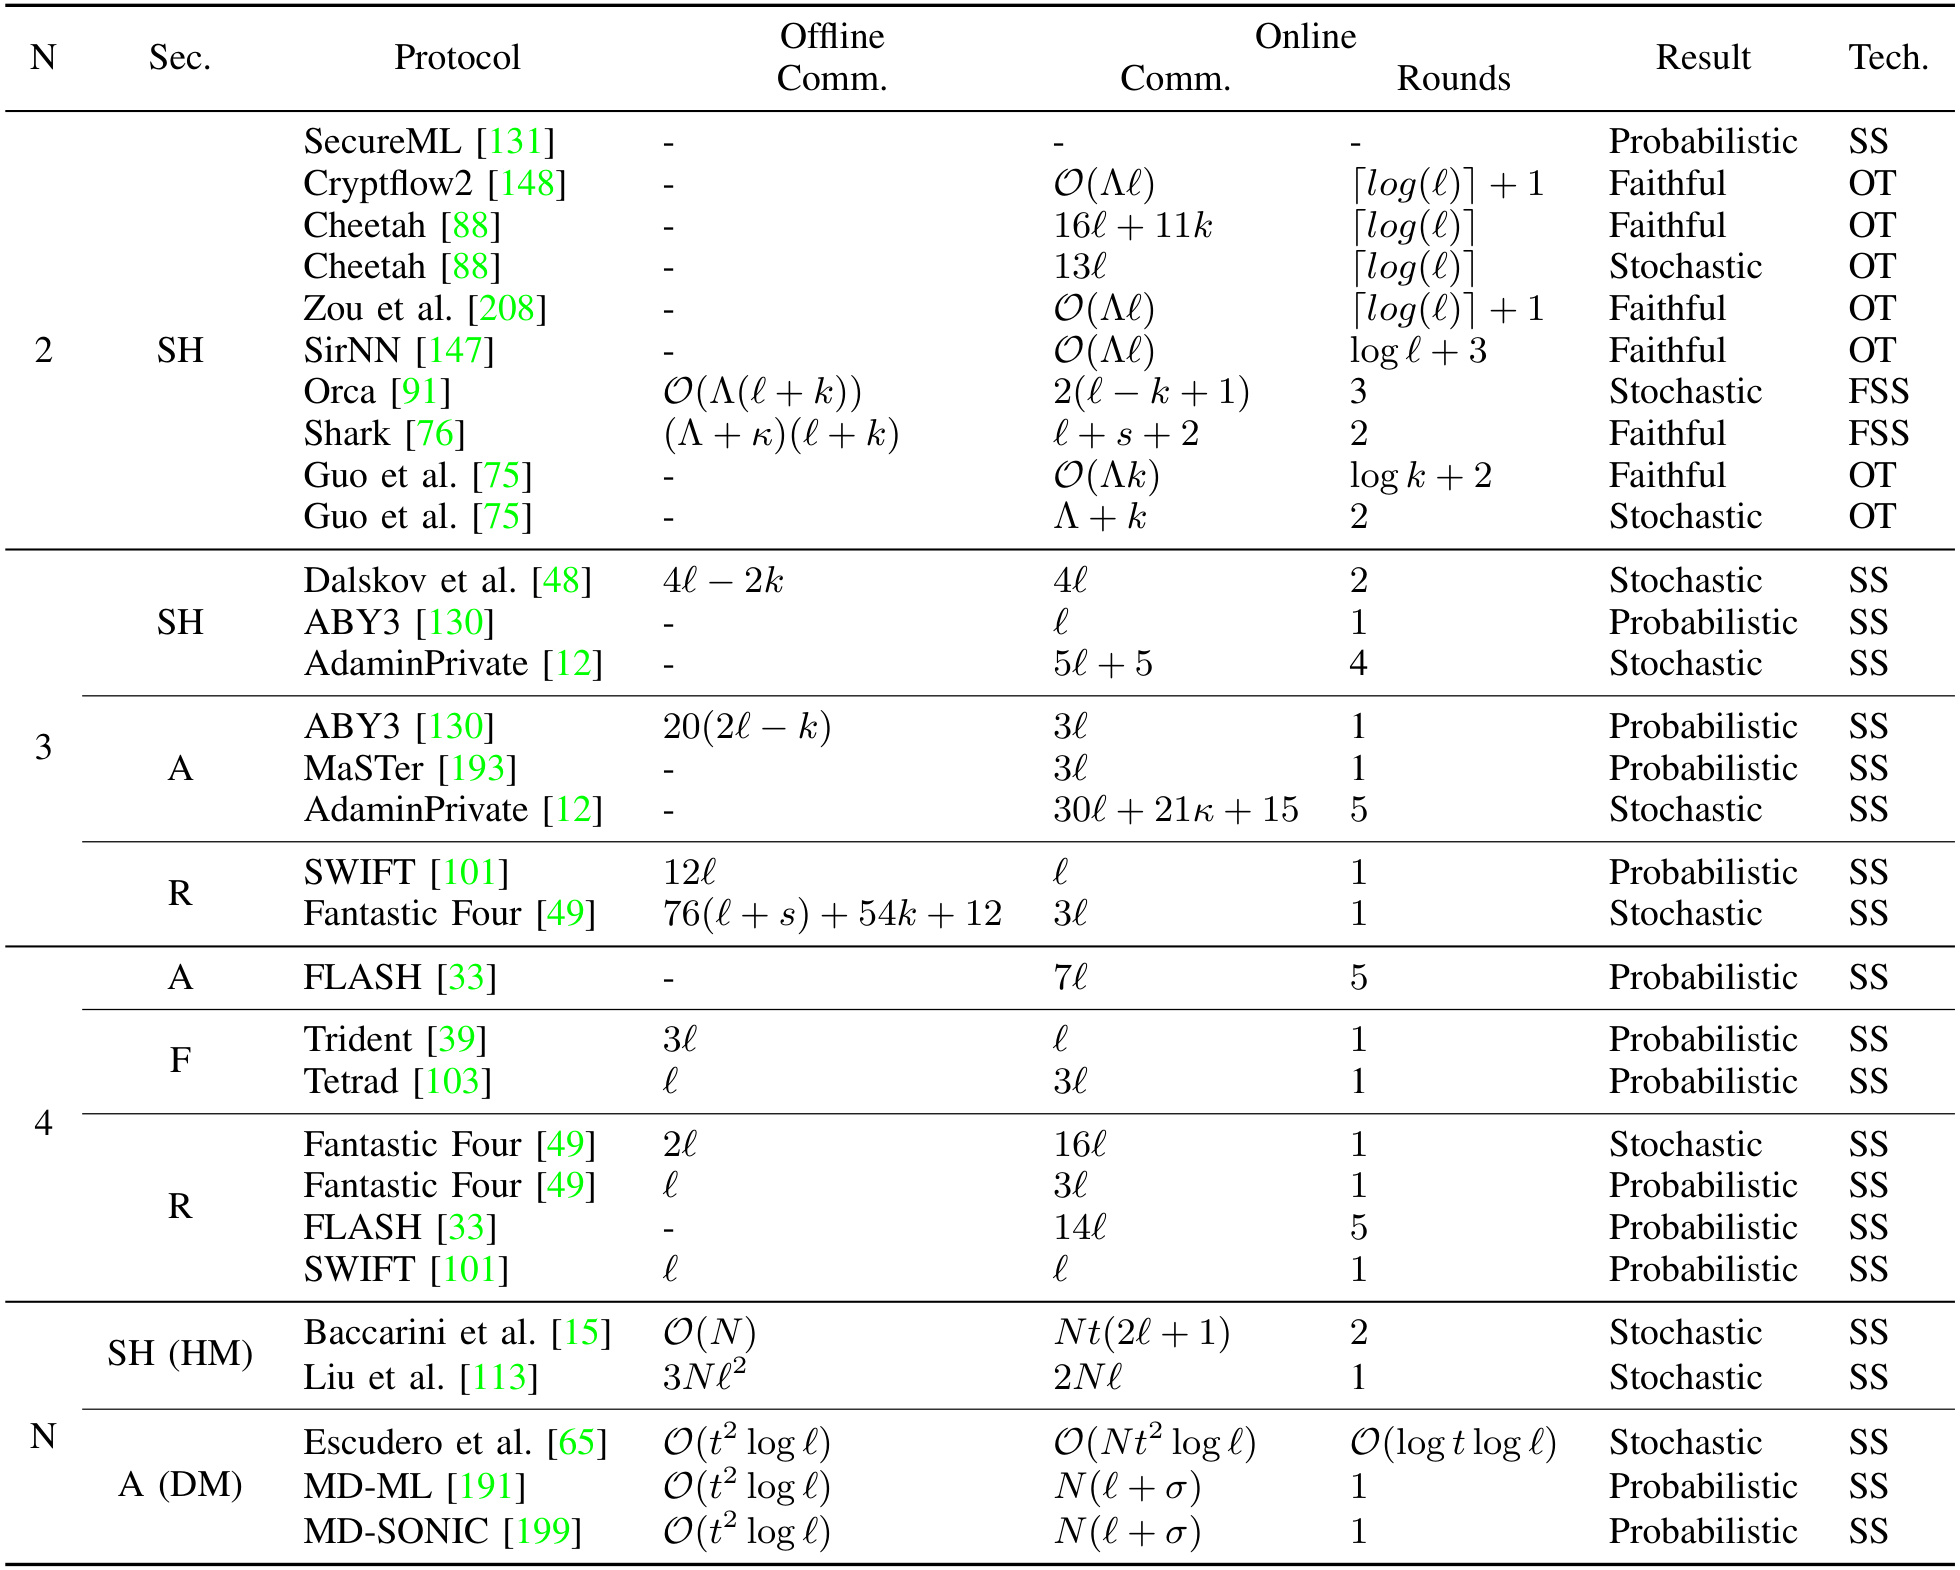 N Sec. Protocol Offline Comm. Online Comm. Rounds Result Tech.
2 SH
SecureML [131] - - - Probabilistic SS
Cryptflow2 [148] - 𝒪(Λℓ) ⌈log(ℓ)⌉ + 1 Faithful OT
Cheetah [88] - 16ℓ + 11k ⌈log(ℓ)⌉ Faithful OT
Cheetah [88] - 13ℓ ⌈log(ℓ)⌉ Stochastic OT
Zou et al. [208] - 𝒪(Λℓ) ⌈log(ℓ)⌉ + 1 Faithful OT
SirNN [147] - 𝒪(Λℓ) log ℓ + 3 Faithful OT
Orca [91] 𝒪(Λ(ℓ + k)) 2(ℓ − k + 1) 3 Stochastic FSS
Shark [76] (Λ + κ)(ℓ + k) ℓ + s + 2 2 Faithful FSS
Guo et al. [75] - 𝒪(Λk) log k + 2 Faithful OT
Guo et al. [75] - Λ + k 2 Stochastic OT
3 SH
Dalskov et al. [48] 4ℓ − 2k 4ℓ 2 Stochastic SS
ABY3 [130] - ℓ 1 Probabilistic SS
AdaminPrivate [12] - 5ℓ + 5 4 Stochastic SS
A
ABY3 [130] 20(2ℓ − k) 3ℓ 1 Probabilistic SS
MaSTer [193] - 3ℓ 1 Probabilistic SS
AdaminPrivate [12] - 30ℓ + 21κ + 15 5 Stochastic SS
R
SWIFT [101] 12ℓ ℓ 1 Probabilistic SS
Fantastic Four [49] 76(ℓ + s) + 54k + 12 3ℓ 1 Stochastic SS
4 A
FLASH [33] - 7ℓ 5 Probabilistic SS
F
Trident [39] 3ℓ ℓ 1 Probabilistic SS
Tetrad [103] ℓ 3ℓ 1 Probabilistic SS
R
Fantastic Four [49] 2ℓ 16ℓ 1 Stochastic SS
Fantastic Four [49] ℓ 3ℓ 1 Probabilistic SS
FLASH [33] - 14ℓ 5 Probabilistic SS
SWIFT [101] ℓ ℓ 1 Probabilistic SS
N SH (HM)
Baccarini et al. [15] 𝒪(N) Nt(2ℓ + 1) 2 Stochastic SS
Liu et al. [113] 3Nℓ² 2Nℓ 1 Stochastic SS
A (DM)
Escudero et al. [65] 𝒪(t² log ℓ) 𝒪(Nt² log ℓ) 𝒪(log t log ℓ) Stochastic SS
MD-ML [191] 𝒪(t² log ℓ) N(ℓ + σ) 1 Probabilistic SS
MD-SONIC [199] 𝒪(t² log ℓ) N(ℓ + σ) 1 Probabilistic SS